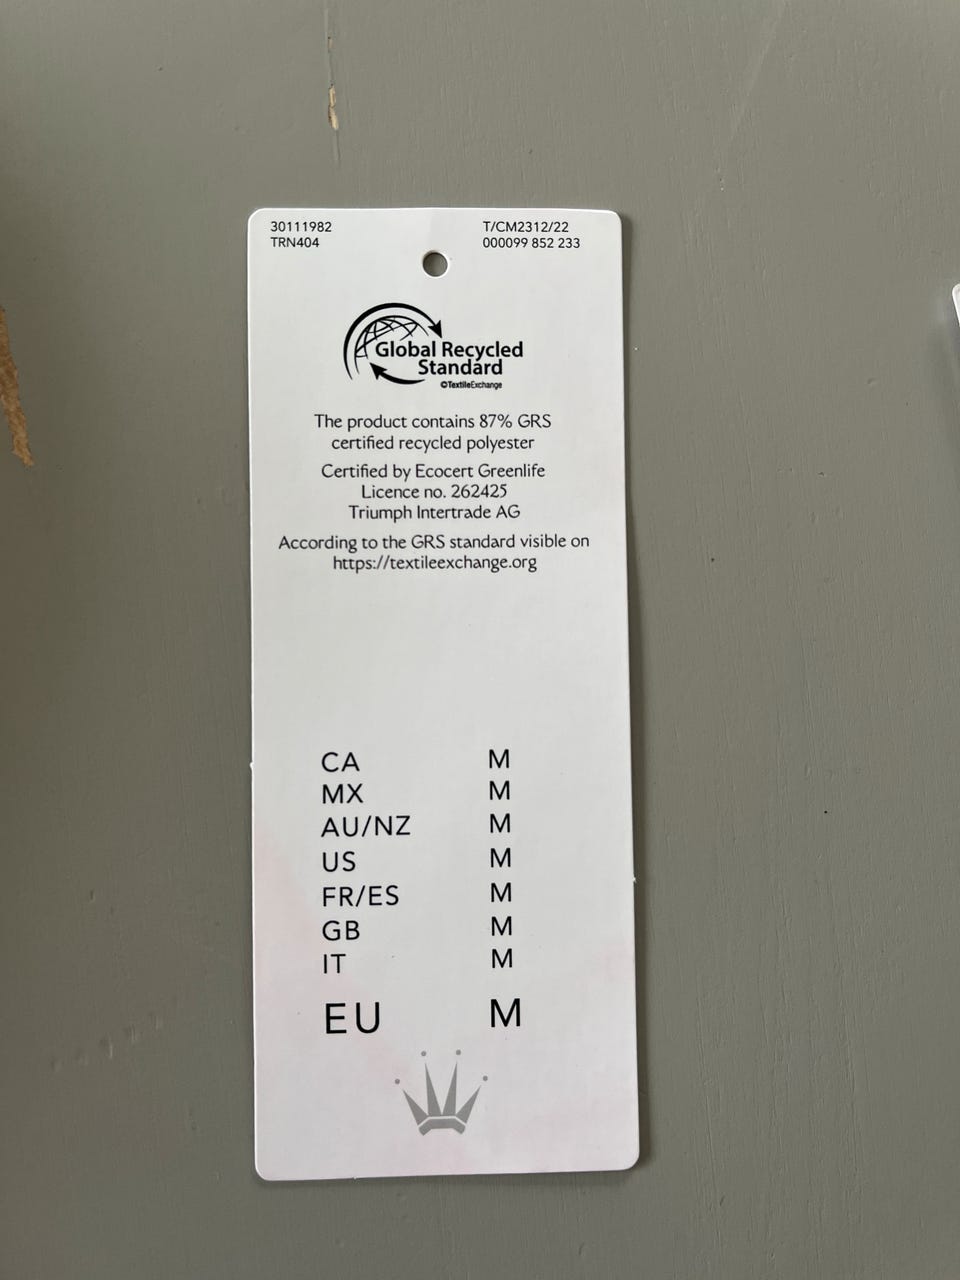 30111982
TRN404
T/CM2312/22
000099 852 233
Global Recycled
Standard
©TextileExchange
The product contains 87% GRS
certified recycled polyester
Certified by Ecocert Greenlife
Licence no. 262425
Triumph Intertrade AG
According to the GRS standard visible on
https://textileexchange.org
CA M
MX M
AU/NZ M
US M
FR/ES M
GB M
IT M
EU M